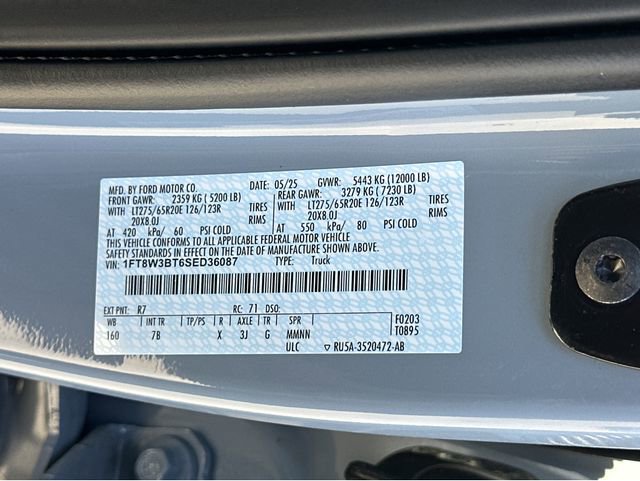 MFD. BY FORD MOTOR CO. DATE: 05/25 GVWR: 5443 KG (12000 LB)
FRONT GAWR: 2359 KG ( 5200 LB) REAR GAWR: 3279 KG ( 7230 LB)
WITH LT275/65R20E 126/123R TIRES WITH LT275/65R20E 126/123R TIRES
20X8.0J RIMS 20X8.0J RIMS
AT 420 kPa/ 60 PSI COLD AT 550 kPa/ 80 PSI COLD
THIS VEHICLE CONFORMS TO ALL APPLICABLE FEDERAL MOTOR VEHICLE
SAFETY STANDARDS IN EFFECT ON THE DATE OF MANUFACTURE SHOWN ABOVE.
VIN: 1FT8W3BT6SED36087 TYPE: Truck
EXT PNT: R7 RC: 71 DSO:
WB INT TR TP/PS R AXLE TR SPR F0203
160 7B X 3J G MMNN T0895
ULC ▽ RU5A-3520472-AB